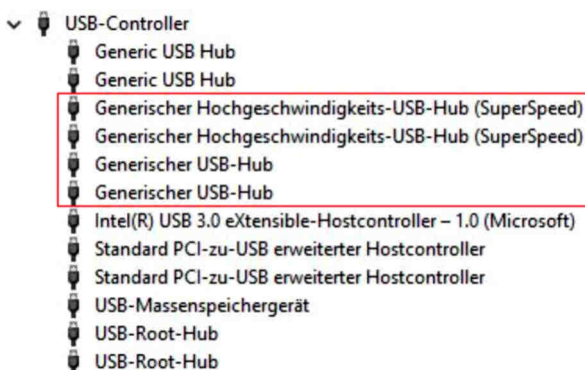 USB-Controller
Generic USB Hub
Generic USB Hub
Generischer Hochgeschwindigkeits-USB-Hub (SuperSpeed)
Generischer Hochgeschwindigkeits-USB-Hub (SuperSpeed)
Generischer USB-Hub
Generischer USB-Hub
Intel(R) USB 3.0 eXtensible-Hostcontroller – 1.0 (Microsoft)
Standard PCI-zu-USB erweiterter Hostcontroller
Standard PCI-zu-USB erweiterter Hostcontroller
USB-Massenspeichergerät
USB-Root-Hub
USB-Root-Hub